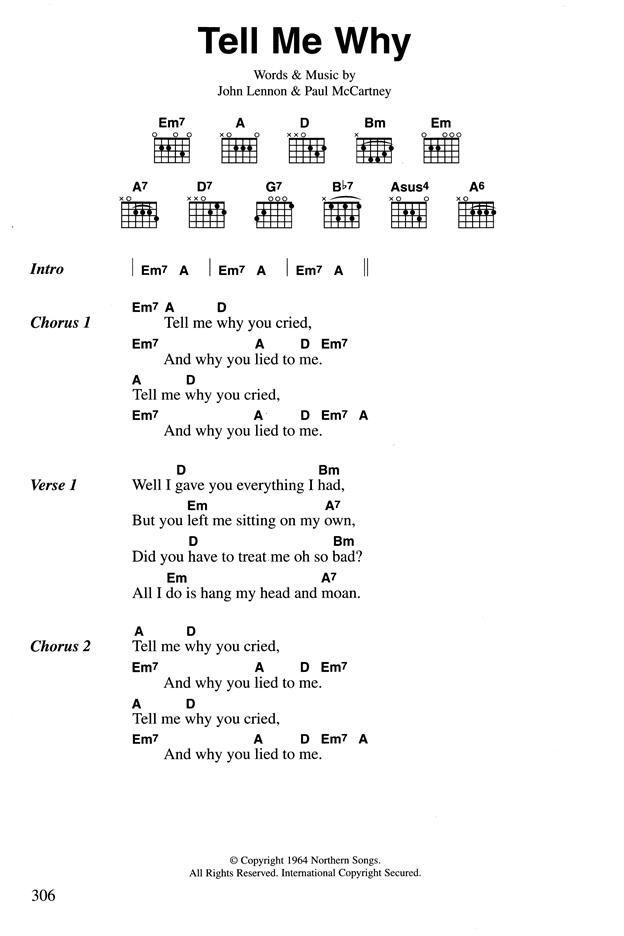 Tell Me Why
Words & Music by
John Lennon & Paul McCartney
Em7 A D Bm Em
A7 D7 G7 B♭7 Asus4 A6
Intro | Em7 A | Em7 A | Em7 A ||
Em7 A D
Chorus 1 Tell me why you cried,
Em7 A D Em7
And why you lied to me.
A D
Tell me why you cried,
Em7 A D Em7 A
And why you lied to me.
D Bm
Verse 1 Well I gave you everything I had,
Em A7
But you left me sitting on my own,
D Bm
Did you have to treat me oh so bad?
Em A7
All I do is hang my head and moan.
A D
Chorus 2 Tell me why you cried,
Em7 A D Em7
And why you lied to me.
A D
Tell me why you cried,
Em7 A D Em7 A
And why you lied to me.
© Copyright 1964 Northern Songs.
All Rights Reserved. International Copyright Secured.
306